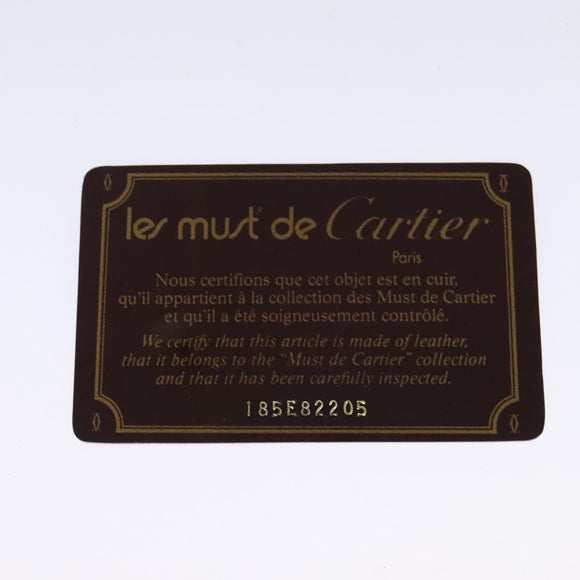 les must de Cartier
Paris
Nous certifions que cet objet est en cuir,
qu'il appartient à la collection des Must de Cartier
et qu'il a été soigneusement contrôlé.
We certify that this article is made of leather,
that it belongs to the "Must de Cartier" collection
and that it has been carefully inspected.
185E82205